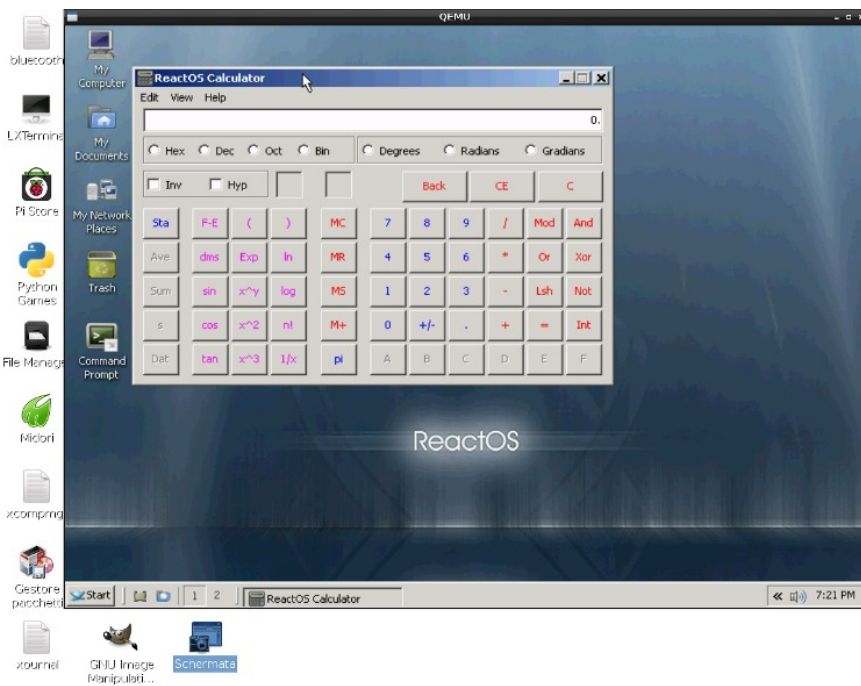 QEMU
bluetooth
LXTermina
Pi Store
Python
Games
File Manage
Midori
xcompmg
Gestore
pacchetti
xournal
GNU Image
Manipulati...
Schermata
My
Computer
My
Documents
My Network
Places
Trash
Command
Prompt
ReactOS Calculator
Edit View Help
0.
Hex Dec Oct Bin Degrees Radians Gradians
Inv Hyp Back CE C
Sta F-E ( ) MC 7 8 9 / Mod And
Ave dms Exp ln MR 4 5 6 * Or Xor
Sum sin x^y log MS 1 2 3 - Lsh Not
s cos x^2 n! M+ 0 +/- . + = Int
Dat tan x^3 1/x pi A B C D E F
ReactOS
Start 1 2 ReactOS Calculator « 7:21 PM